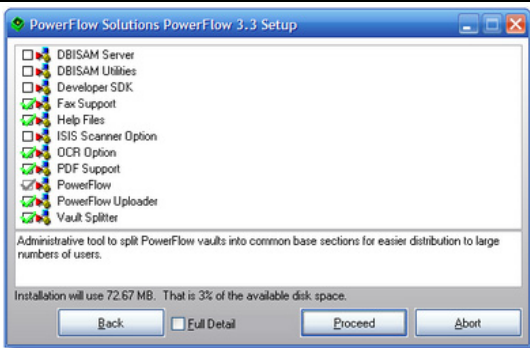 PowerFlow Solutions PowerFlow 3.3 Setup
DBISAM Server
DBISAM Utilities
Developer SDK
Fax Support
Help Files
ISIS Scanner Option
OCR Option
PDF Support
PowerFlow
PowerFlow Uploader
Vault Splitter
Administrative tool to split PowerFlow vaults into common base sections for easier distribution to large
numbers of users.
Installation will use 72.67 MB. That is 3% of the available disk space.
Back Full Detail Proceed Abort